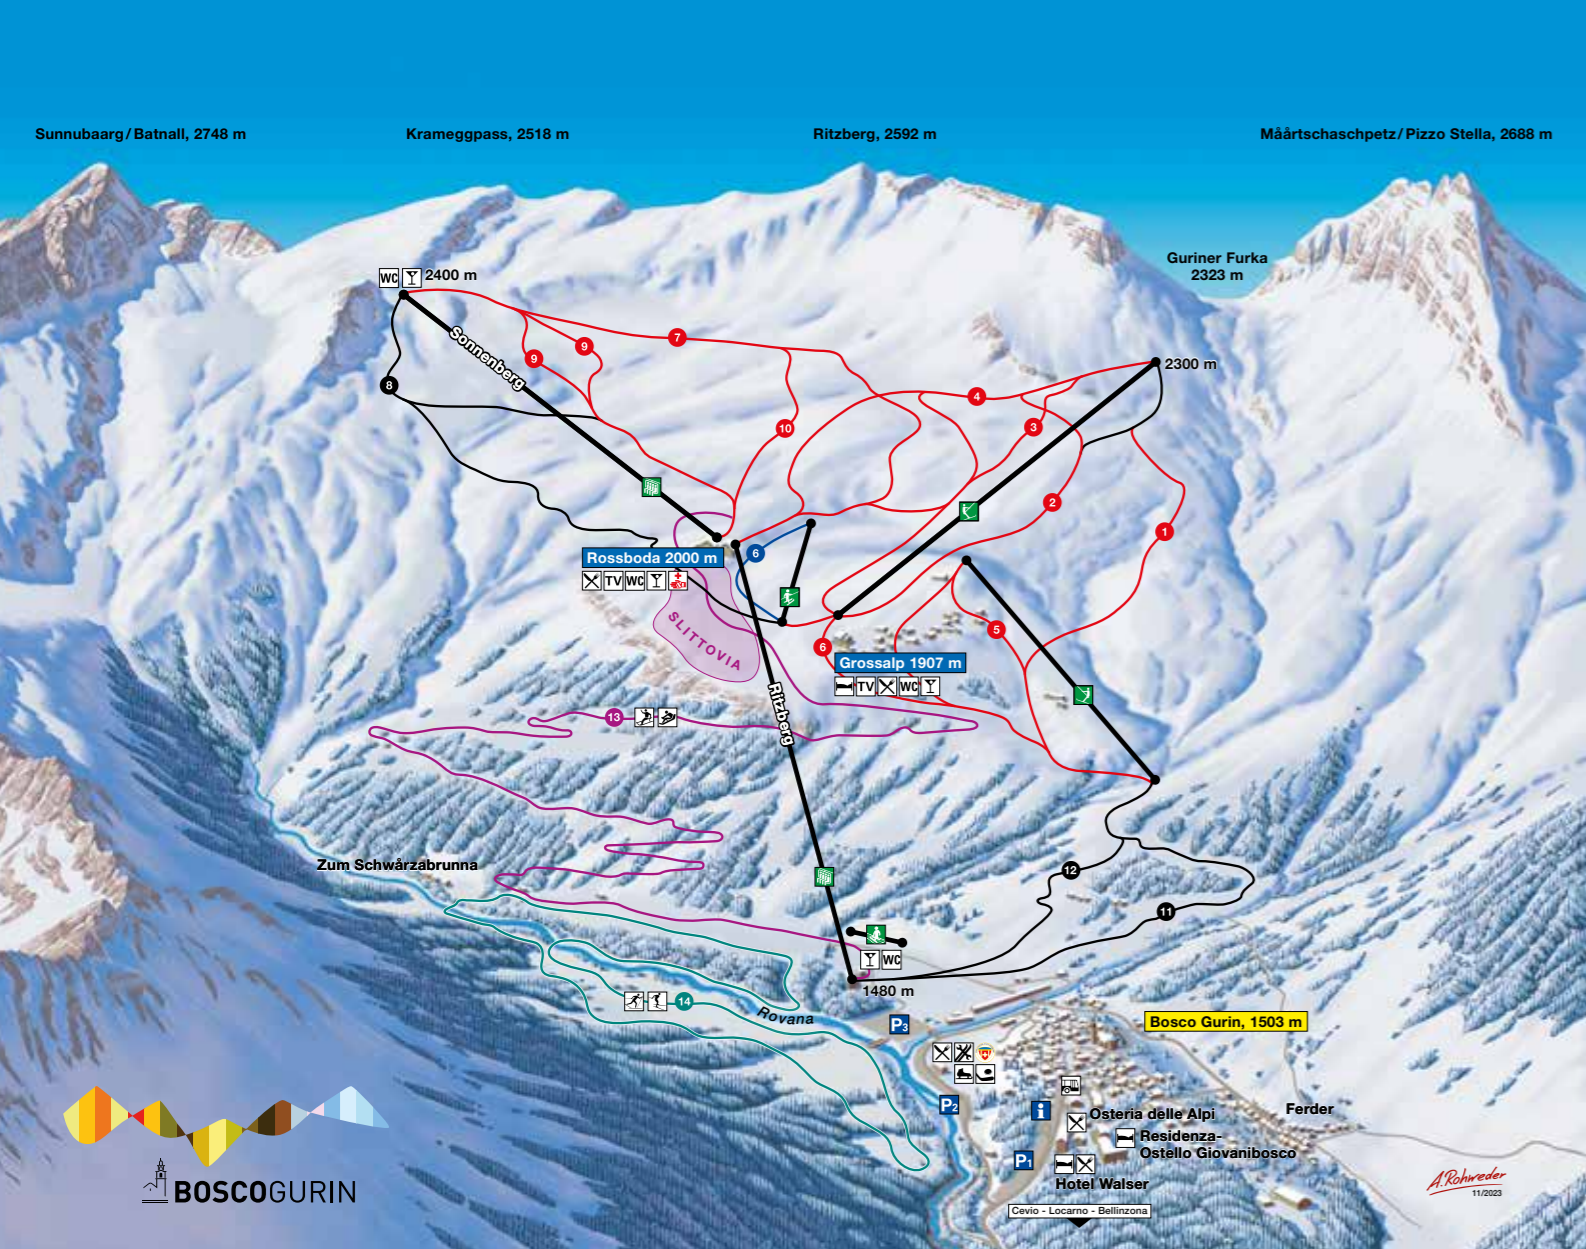 Sunnubaarg/Batnall, 2748 m
Krameggpass, 2518 m
Ritzberg, 2592 m
Måårtschaschpetz/Pizzo Stella, 2688 m
Guriner Furka
2323 m
WC
2400 m
Sonnenberg
7
9
9
8
10
4
3
2300 m
2
1
6
Rossboda 2000 m
TV
WC
SLITTOVIA
5
6
Grossalp 1907 m
TV
WC
Ritzberg
13
Zum Schwårzabrunna
12
11
WC
1480 m
14
Rovana
P3
Bosco Gurin, 1503 m
P2
i
Osteria delle Alpi
Ferder
Residenza-
Ostello Giovanibosco
P1
Hotel Walser
Cevio - Locarno - Bellinzona
BOSCOGURIN
A.Rohweder
11/2023